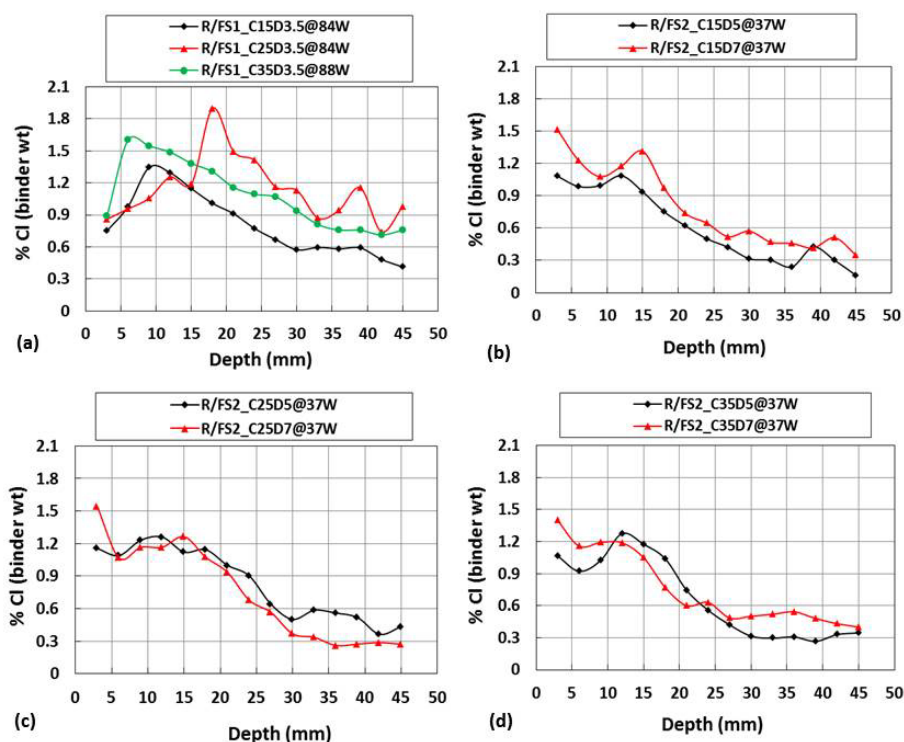 R/FS1_C15D3.5@84W
R/FS1_C25D3.5@84W
R/FS1_C35D3.5@88W
2.1
1.8
1.5
1.2
0.9
0.6
0.3
0
% Cl (binder wt)
0 5 10 15 20 25 30 35 40 45 50
Depth (mm)
(a)
R/FS2_C15D5@37W
R/FS2_C15D7@37W
2.1
1.8
1.5
1.2
0.9
0.6
0.3
0
% Cl (binder wt)
0 5 10 15 20 25 30 35 40 45 50
Depth (mm)
(b)
R/FS2_C25D5@37W
R/FS2_C25D7@37W
2.1
1.8
1.5
1.2
0.9
0.6
0.3
0
% Cl (binder wt)
0 5 10 15 20 25 30 35 40 45 50
Depth (mm)
(c)
R/FS2_C35D5@37W
R/FS2_C35D7@37W
2.1
1.8
1.5
1.2
0.9
0.6
0.3
0
% Cl (binder wt)
0 5 10 15 20 25 30 35 40 45 50
Depth (mm)
(d)